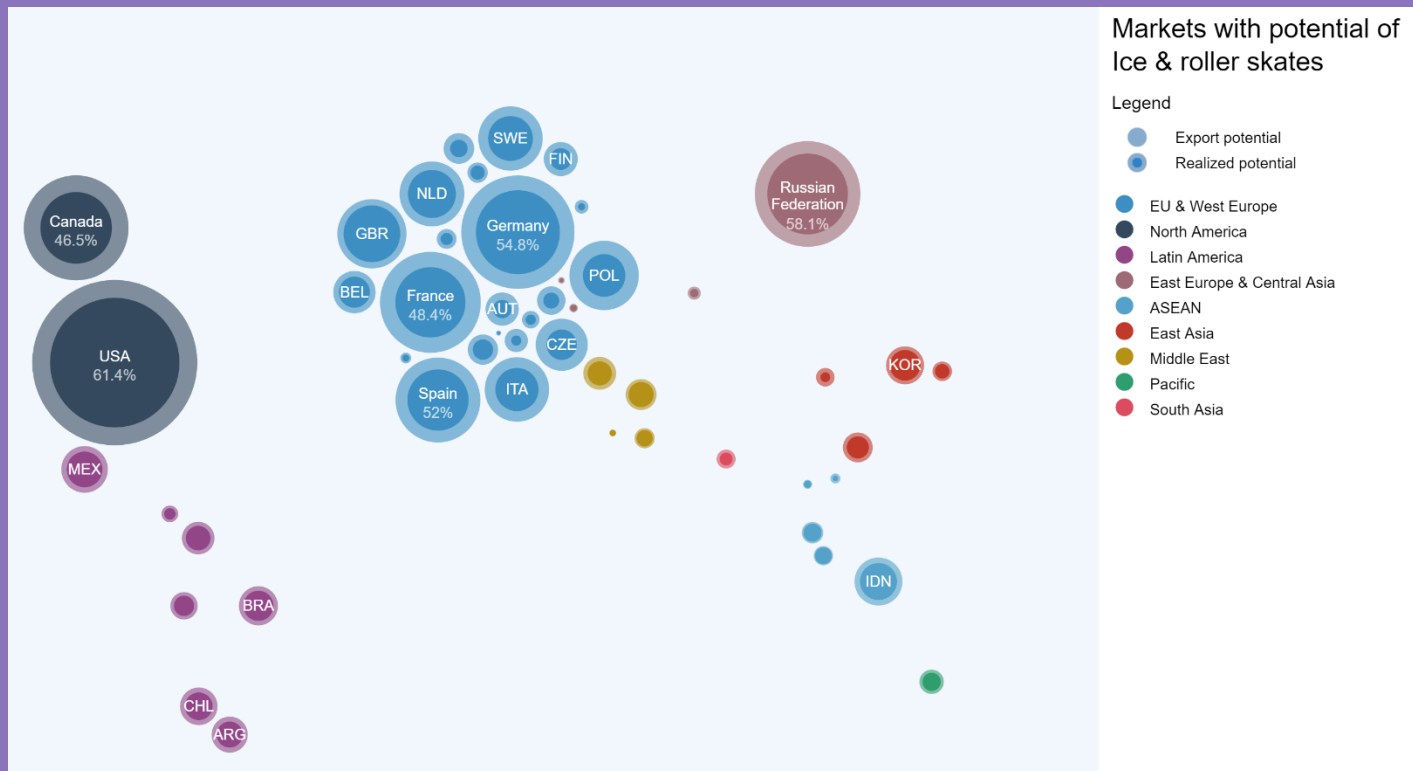 Markets with potential of
Ice & roller skates
Legend
Export potential
Realized potential
EU & West Europe
North America
Latin America
East Europe & Central Asia
ASEAN
East Asia
Middle East
Pacific
South Asia
SWE
FIN
NLD
Canada
46.5%
GBR
Germany
54.8%
Russian
Federation
58.1%
POL
BEL
France
48.4%
AUT
CZE
USA
61.4%
KOR
Spain
52%
ITA
MEX
IDN
BRA
CHL
ARG